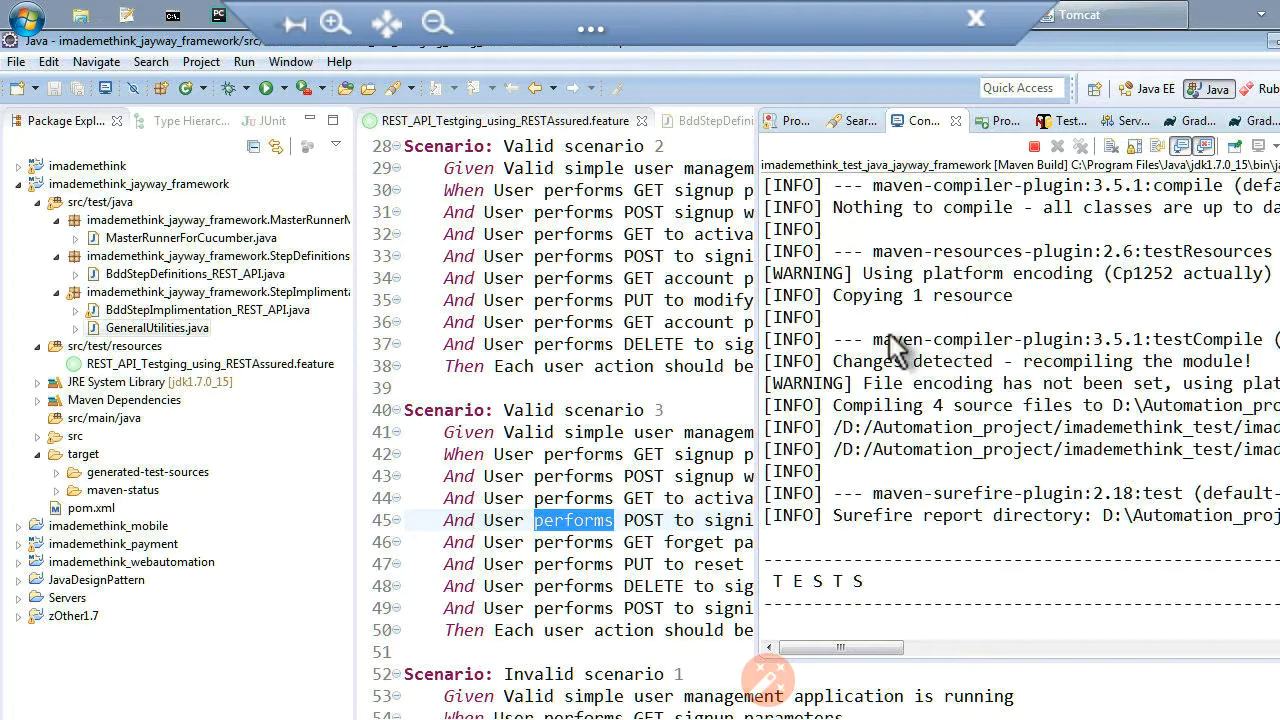 Tomcat
Java - imademethink_jayway_framework/src/
File Edit Navigate Search Project Run Window Help
Quick Access
Java EE
Java
Rub
Package Expl...
Type Hierarc...
JUnit
REST_API_Testging_using_RESTAssured.feature
BddStepDefini
Pro...
Sear...
Con...
Pro...
Test...
Serv...
Grad...
Grad...
imademethink
imademethink_jayway_framework
src/test/java
imademethink_jayway_framework.MasterRunnerM
MasterRunnerForCucumber.java
imademethink_jayway_framework.StepDefinitions
BddStepDefinitions_REST_API.java
imademethink_jayway_framework.StepImplimenta
BddStepImplimentation_REST_API.java
GeneralUtilities.java
src/test/resources
REST_API_Testging_using_RESTAssured.feature
JRE System Library [jdk1.7.0_15]
Maven Dependencies
src/main/java
src
target
generated-test-sources
maven-status
pom.xml
imademethink_mobile
imademethink_payment
imademethink_webautomation
JavaDesignPattern
Servers
zOther1.7
28 Scenario: Valid scenario 2
29 Given Valid simple user managem
30 When User performs GET signup p
31 And User performs POST signup w
32 And User performs GET to activa
33 And User performs POST to signi
34 And User performs GET account p
35 And User performs PUT to modify
36 And User performs GET account p
37 And User performs DELETE to sig
38 Then Each user action should be
39
40 Scenario: Valid scenario 3
41 Given Valid simple user managem
42 When User performs GET signup p
43 And User performs POST signup w
44 And User performs GET to activa
45 And User performs POST to signi
46 And User performs GET forget pa
47 And User performs PUT to reset
48 And User performs DELETE to sig
49 And User performs POST to signi
50 Then Each user action should be
51
52 Scenario: Invalid scenario 1
53 Given Valid simple user management application is running
54 When User performs GET signup parameters
imademethink_test_java_jayway_framework [Maven Build] C:\Program Files\Java\jdk1.7.0_15\bin\ja
[INFO] --- maven-compiler-plugin:3.5.1:compile (defa
[INFO] Nothing to compile - all classes are up to da
[INFO]
[INFO] --- maven-resources-plugin:2.6:testResources
[WARNING] Using platform encoding (Cp1252 actually)
[INFO] Copying 1 resource
[INFO]
[INFO] --- maven-compiler-plugin:3.5.1:testCompile (
[INFO] Changes detected - recompiling the module!
[WARNING] File encoding has not been set, using plat
[INFO] Compiling 4 source files to D:\Automation_pro
[INFO] /D:/Automation_project/imademethink_test/imad
[INFO] /D:/Automation_project/imademethink_test/imad
[INFO]
[INFO] --- maven-surefire-plugin:2.18:test (default-
[INFO] Surefire report directory: D:\Automation_proj
-------------------------------------------------------
T E S T S
-------------------------------------------------------